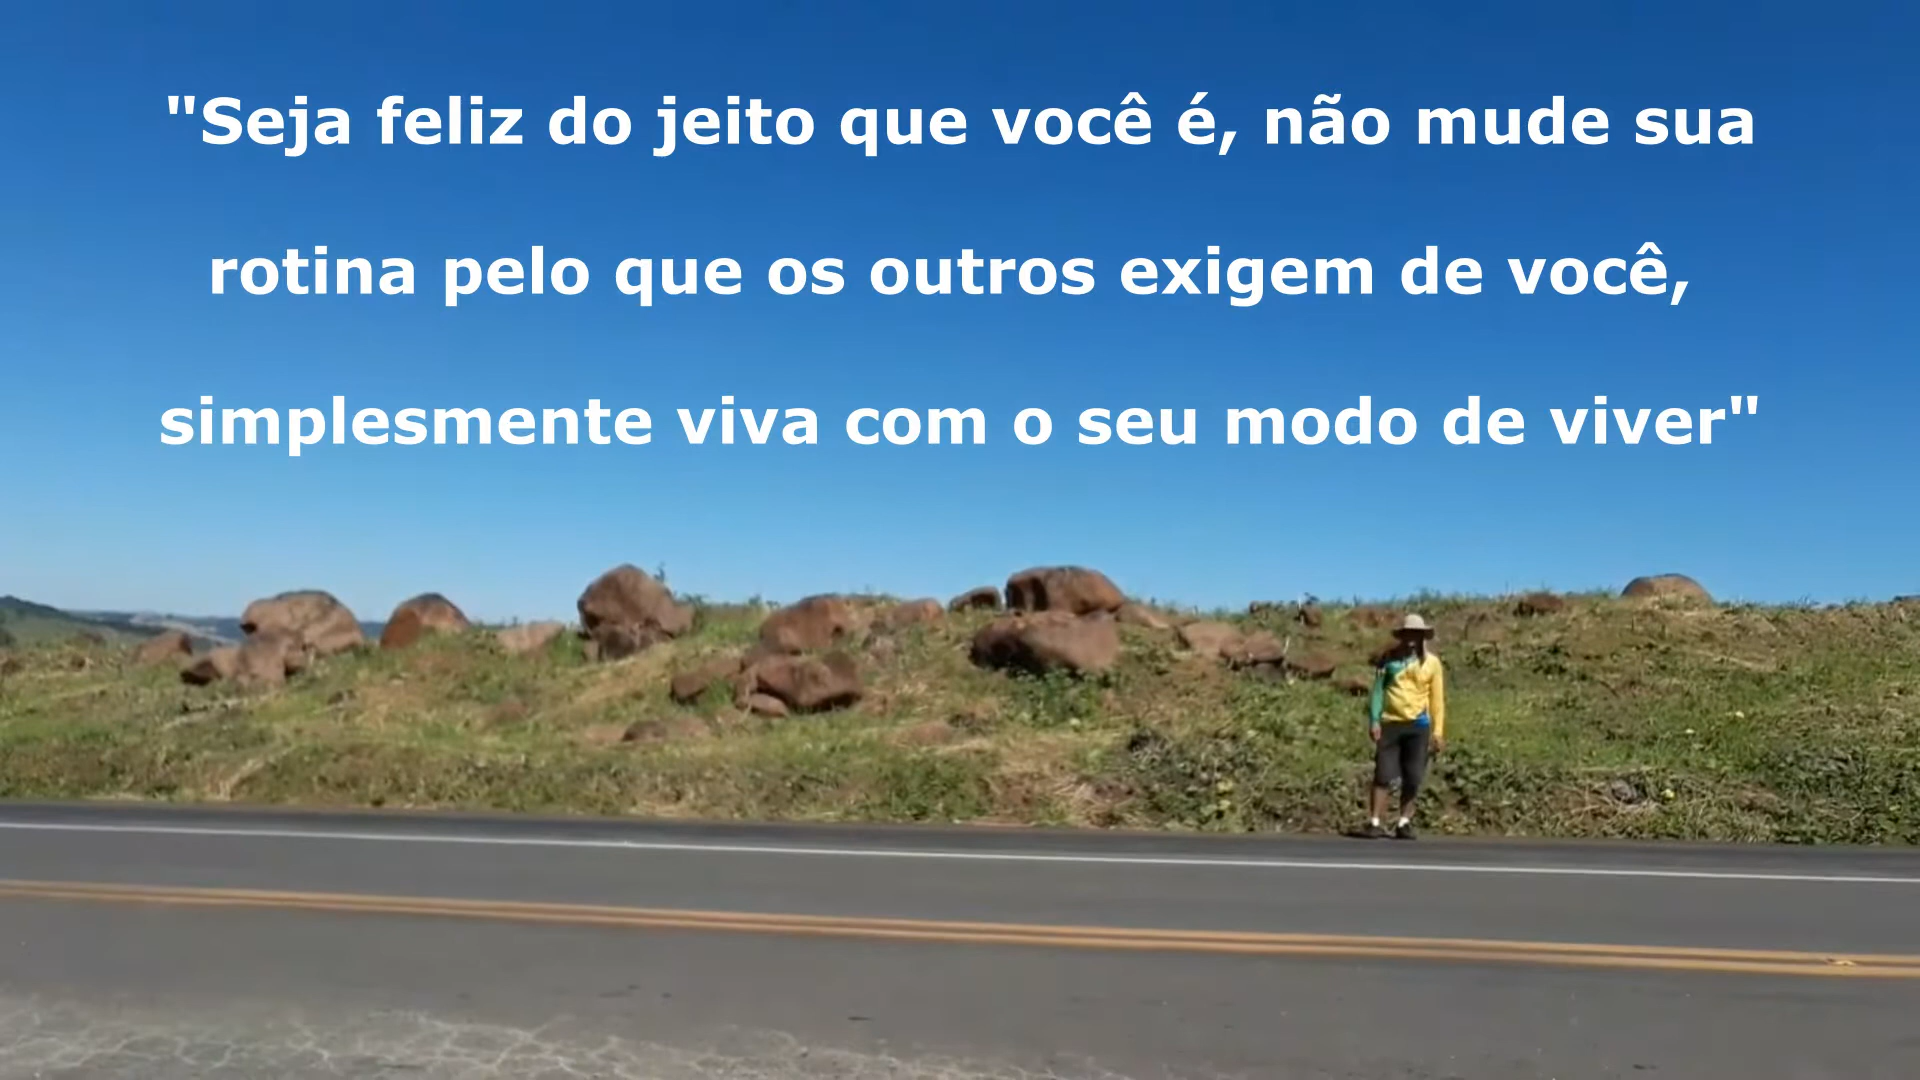 "Seja feliz do jeito que você é, não mude sua
rotina pelo que os outros exigem de você,
simplesmente viva com o seu modo de viver"